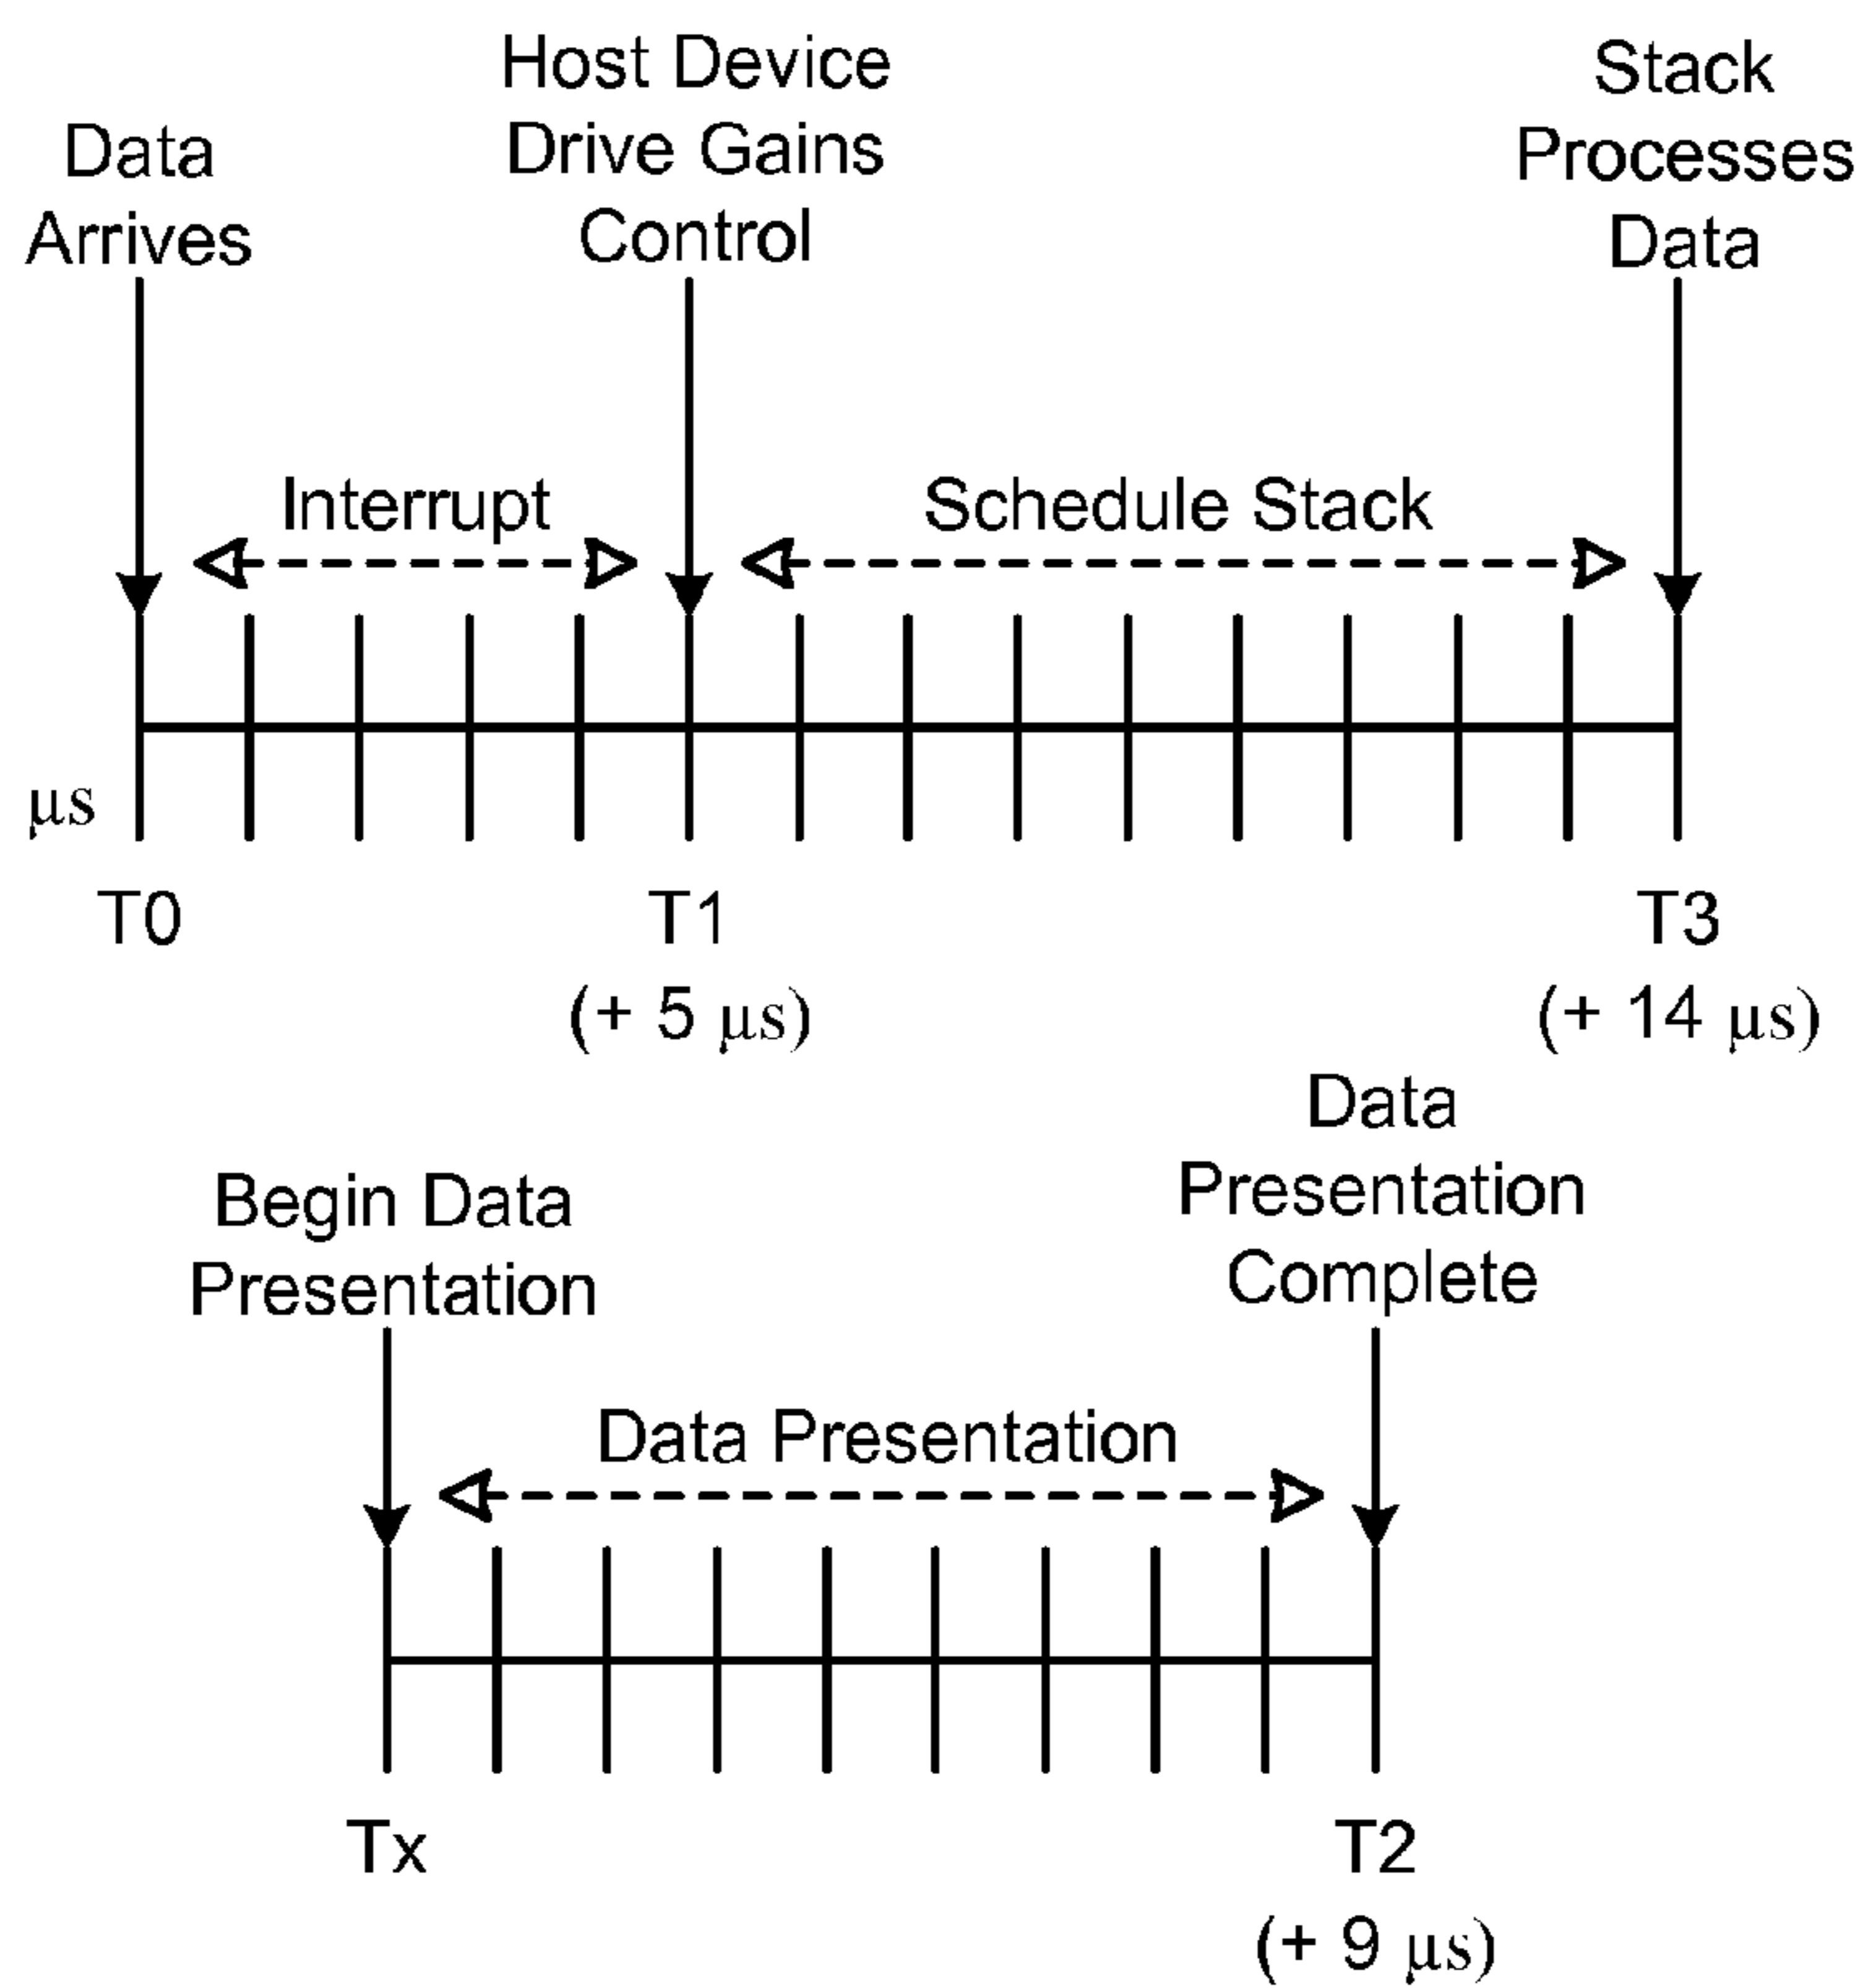 Data
Arrives
Host Device
Drive Gains
Control
Stack
Processes
Data
Interrupt
Schedule Stack
μs
T0
T1
(+ 5 μs)
T3
(+ 14 μs)
Begin Data
Presentation
Data
Presentation
Complete
Data Presentation
Tx
T2
(+ 9 μs)